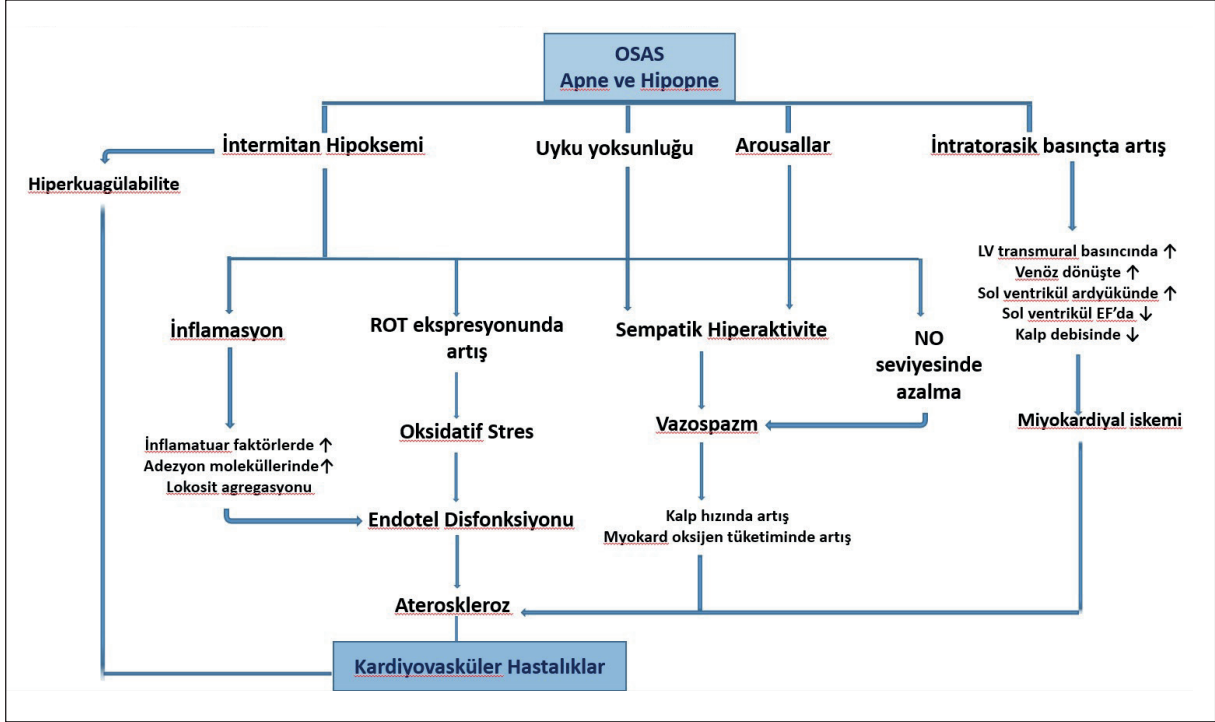 OSAS
Apne ve Hipopne
İntermitan Hipoksemi
Uyku yoksunluğu
Arousallar
İntratorasik basınçta artış
Hiperkuagülabilite
LV transmural basıncında ↑
Venöz dönüşte ↑
Sol ventrikül ardyükünde ↑
Sol ventrikül EF’da ↓
Kalp debisinde ↓
İnflamasyon
ROT ekspresyonunda
artış
Sempatik Hiperaktivite
NO
seviyesinde
azalma
İnflamatuar faktörlerde ↑
Adezyon moleküllerinde↑
Lokosit agregasyonu
Oksidatif Stres
Vazospazm
Miyokardiyal iskemi
Endotel Disfonksiyonu
Kalp hızında artış
Myokard oksijen tüketiminde artış
Ateroskleroz
Kardiyovasküler Hastalıklar